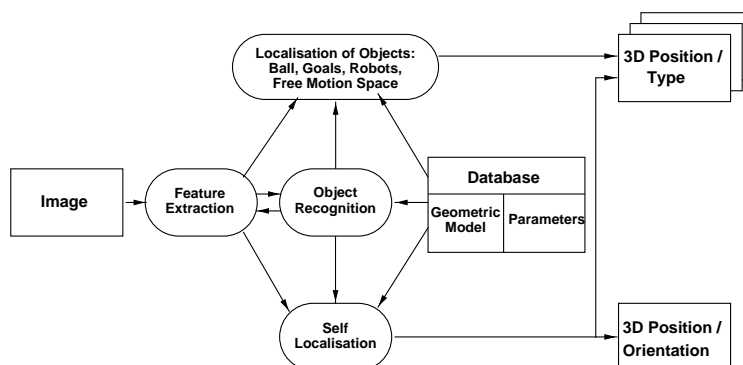 Localisation of Objects:
Ball, Goals, Robots,
Free Motion Space
3D Position /
Type
Image
Feature
Extraction
Object
Recognition
Database
Geometric
Model
Parameters
Self
Localisation
3D Position /
Orientation